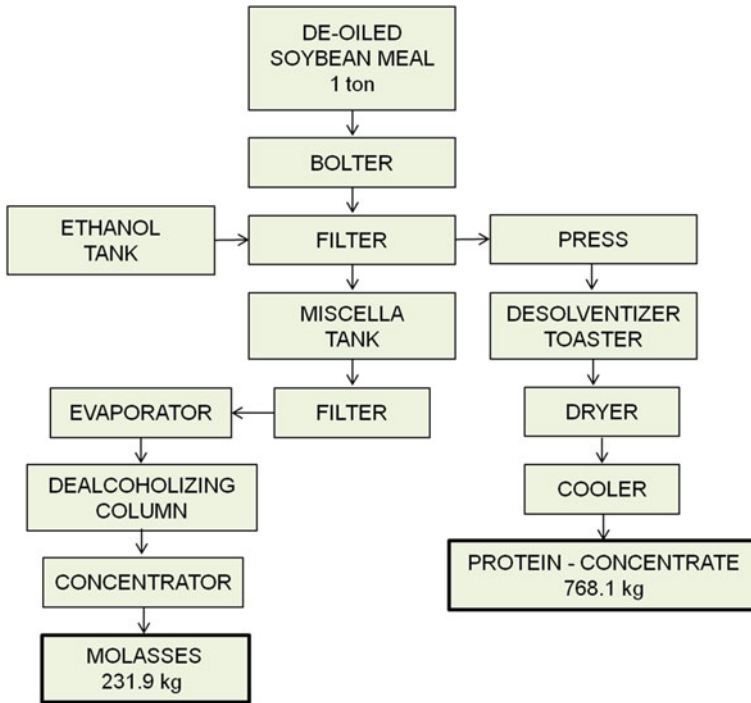 DE-OILED
SOYBEAN MEAL
1 ton
BOLTER
ETHANOL
TANK
FILTER
PRESS
MISCELLA
TANK
DESOLVENTIZER
TOASTER
EVAPORATOR
FILTER
DRYER
DEALCOHOLIZING
COLUMN
COOLER
CONCENTRATOR
PROTEIN - CONCENTRATE
768.1 kg
MOLASSES
231.9 kg